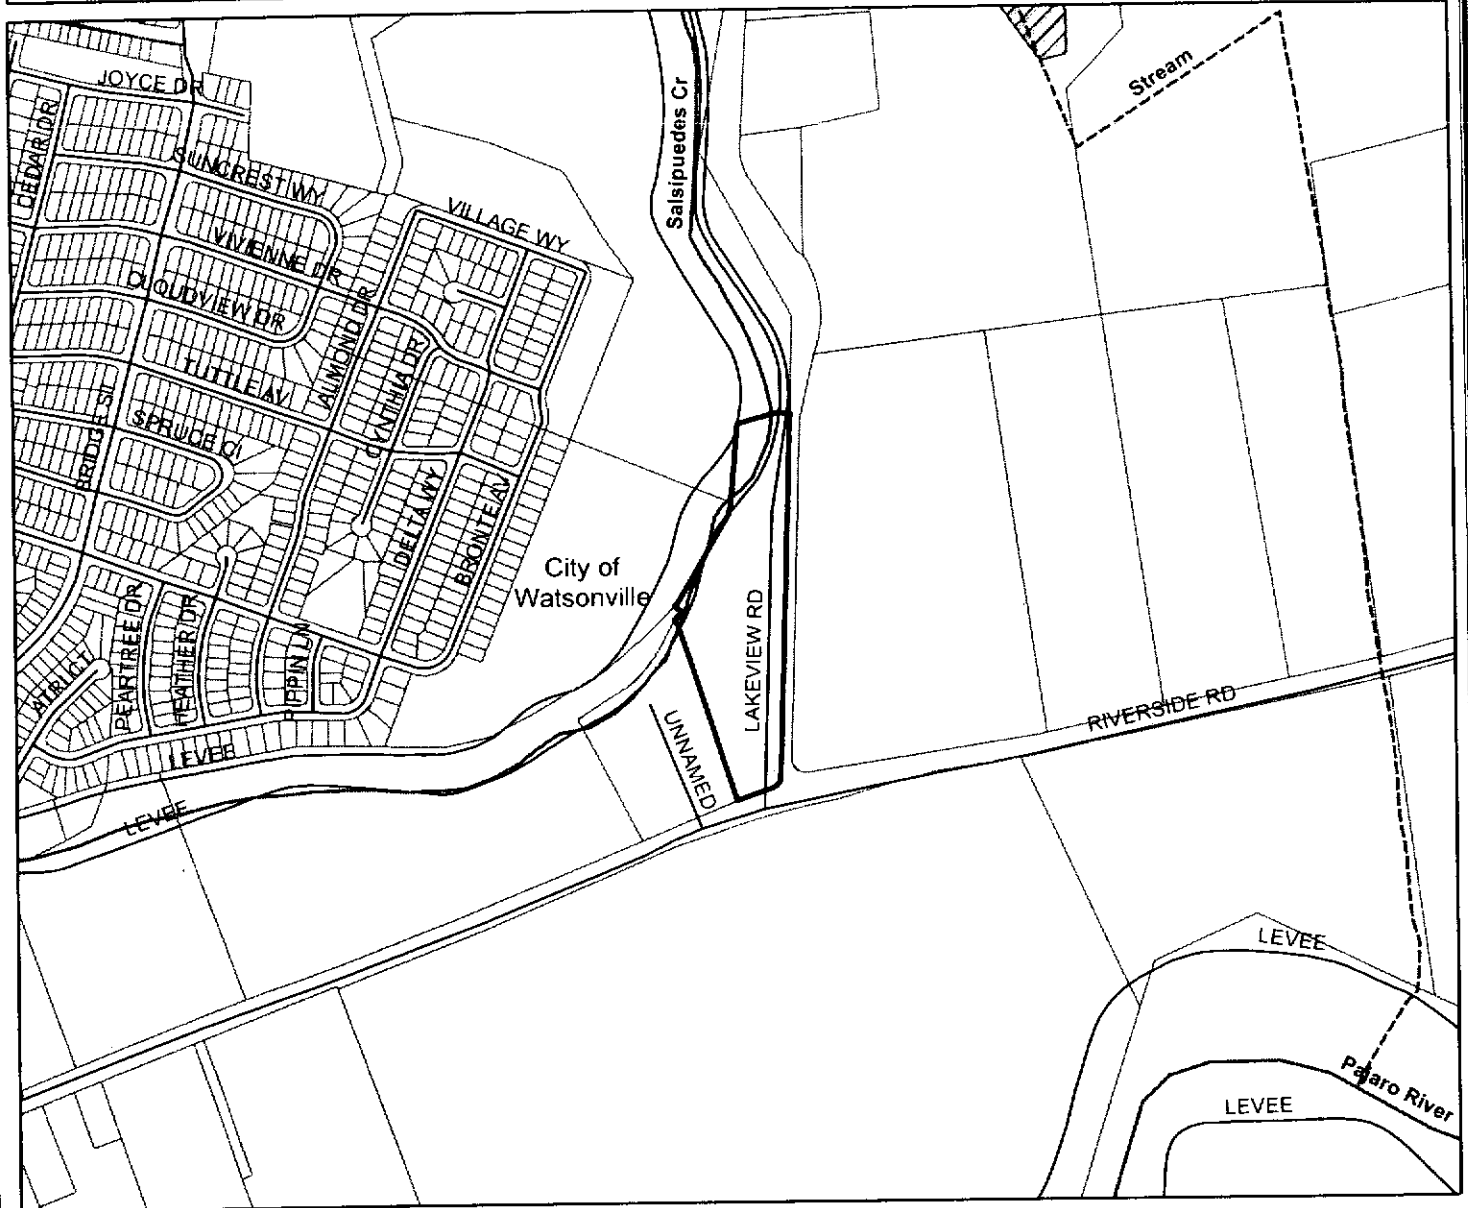 JOYCE DR
CEDAR DR
SUNCREST WY
VIVIENNE DR
CLOUDVIEW DR
VILLAGE WY
ALMOND DR
TUTTLE AV
CYNTHIA DR
SPRUCE CI
BRIDGE ST
DELTA WY
BRONTE AV
PEARTREE DR
HEATHER DR
PIPPIN LN
LEVEE
LEVEE
City of
Watsonville
Salsipuedes Cr
Stream
LAKEVIEW RD
UNNAMED
RIVERSIDE RD
LEVEE
Pajaro River
LEVEE